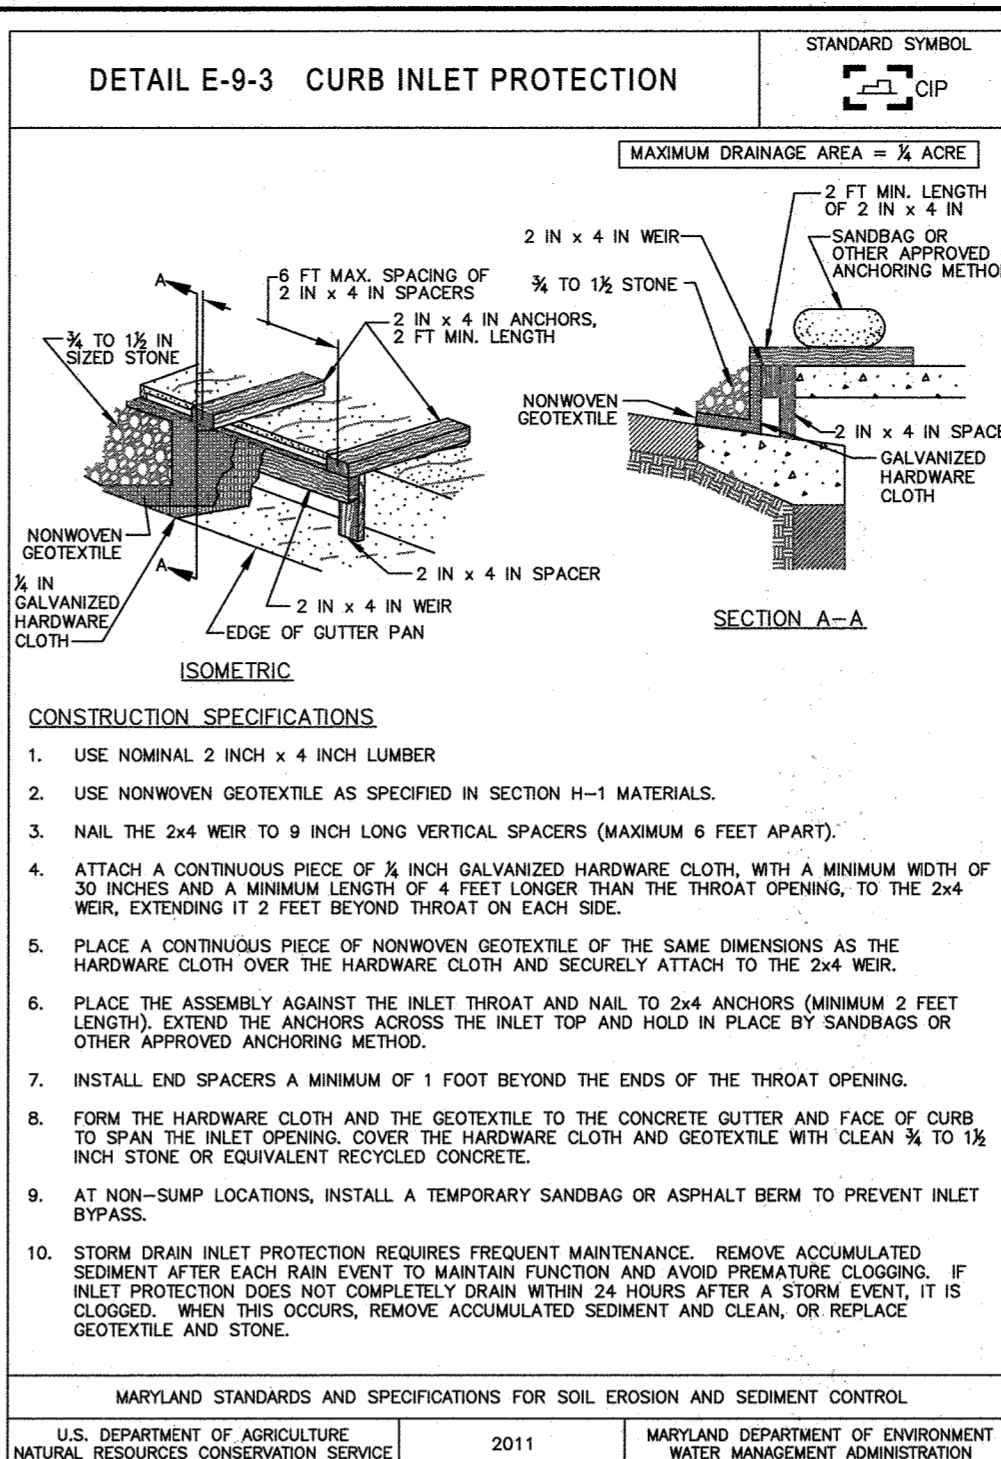 DETAIL E-9-3 CURB INLET PROTECTION
STANDARD SYMBOL
CIP
MAXIMUM DRAINAGE AREA = ¼ ACRE
A
6 FT MAX. SPACING OF
2 IN x 4 IN SPACERS
¾ TO 1½ IN
SIZED STONE
2 IN x 4 IN ANCHORS,
2 FT MIN. LENGTH
NONWOVEN
GEOTEXTILE
A
¼ IN
GALVANIZED
HARDWARE
CLOTH
2 IN x 4 IN SPACER
2 IN x 4 IN WEIR
EDGE OF GUTTER PAN
ISOMETRIC
2 FT MIN. LENGTH
OF 2 IN x 4 IN
2 IN x 4 IN WEIR
SANDBAG OR
OTHER APPROVED
ANCHORING METHO
¾ TO 1½ STONE
NONWOVEN
GEOTEXTILE
2 IN x 4 IN SPACE
GALVANIZED
HARDWARE
CLOTH
SECTION A-A
CONSTRUCTION SPECIFICATIONS
1. USE NOMINAL 2 INCH x 4 INCH LUMBER
2. USE NONWOVEN GEOTEXTILE AS SPECIFIED IN SECTION H-1 MATERIALS.
3. NAIL THE 2x4 WEIR TO 9 INCH LONG VERTICAL SPACERS (MAXIMUM 6 FEET APART).
4. ATTACH A CONTINUOUS PIECE OF ¼ INCH GALVANIZED HARDWARE CLOTH, WITH A MINIMUM WIDTH OF
30 INCHES AND A MINIMUM LENGTH OF 4 FEET LONGER THAN THE THROAT OPENING, TO THE 2x4
WEIR, EXTENDING IT 2 FEET BEYOND THROAT ON EACH SIDE.
5. PLACE A CONTINUOUS PIECE OF NONWOVEN GEOTEXTILE OF THE SAME DIMENSIONS AS THE
HARDWARE CLOTH OVER THE HARDWARE CLOTH AND SECURELY ATTACH TO THE 2x4 WEIR.
6. PLACE THE ASSEMBLY AGAINST THE INLET THROAT AND NAIL TO 2x4 ANCHORS (MINIMUM 2 FEET
LENGTH). EXTEND THE ANCHORS ACROSS THE INLET TOP AND HOLD IN PLACE BY SANDBAGS OR
OTHER APPROVED ANCHORING METHOD.
7. INSTALL END SPACERS A MINIMUM OF 1 FOOT BEYOND THE ENDS OF THE THROAT OPENING.
8. FORM THE HARDWARE CLOTH AND THE GEOTEXTILE TO THE CONCRETE GUTTER AND FACE OF CURB
TO SPAN THE INLET OPENING. COVER THE HARDWARE CLOTH AND GEOTEXTILE WITH CLEAN ¾ TO 1½
INCH STONE OR EQUIVALENT RECYCLED CONCRETE.
9. AT NON-SUMP LOCATIONS, INSTALL A TEMPORARY SANDBAG OR ASPHALT BERM TO PREVENT INLET
BYPASS.
10. STORM DRAIN INLET PROTECTION REQUIRES FREQUENT MAINTENANCE. REMOVE ACCUMULATED
SEDIMENT AFTER EACH RAIN EVENT TO MAINTAIN FUNCTION AND AVOID PREMATURE CLOGGING. IF
INLET PROTECTION DOES NOT COMPLETELY DRAIN WITHIN 24 HOURS AFTER A STORM EVENT, IT IS
CLOGGED. WHEN THIS OCCURS, REMOVE ACCUMULATED SEDIMENT AND CLEAN, OR REPLACE
GEOTEXTILE AND STONE.
MARYLAND STANDARDS AND SPECIFICATIONS FOR SOIL EROSION AND SEDIMENT CONTROL
U.S. DEPARTMENT OF AGRICULTURE
NATURAL RESOURCES CONSERVATION SERVICE
2011
MARYLAND DEPARTMENT OF ENVIRONMENT
WATER MANAGEMENT ADMINISTRATION